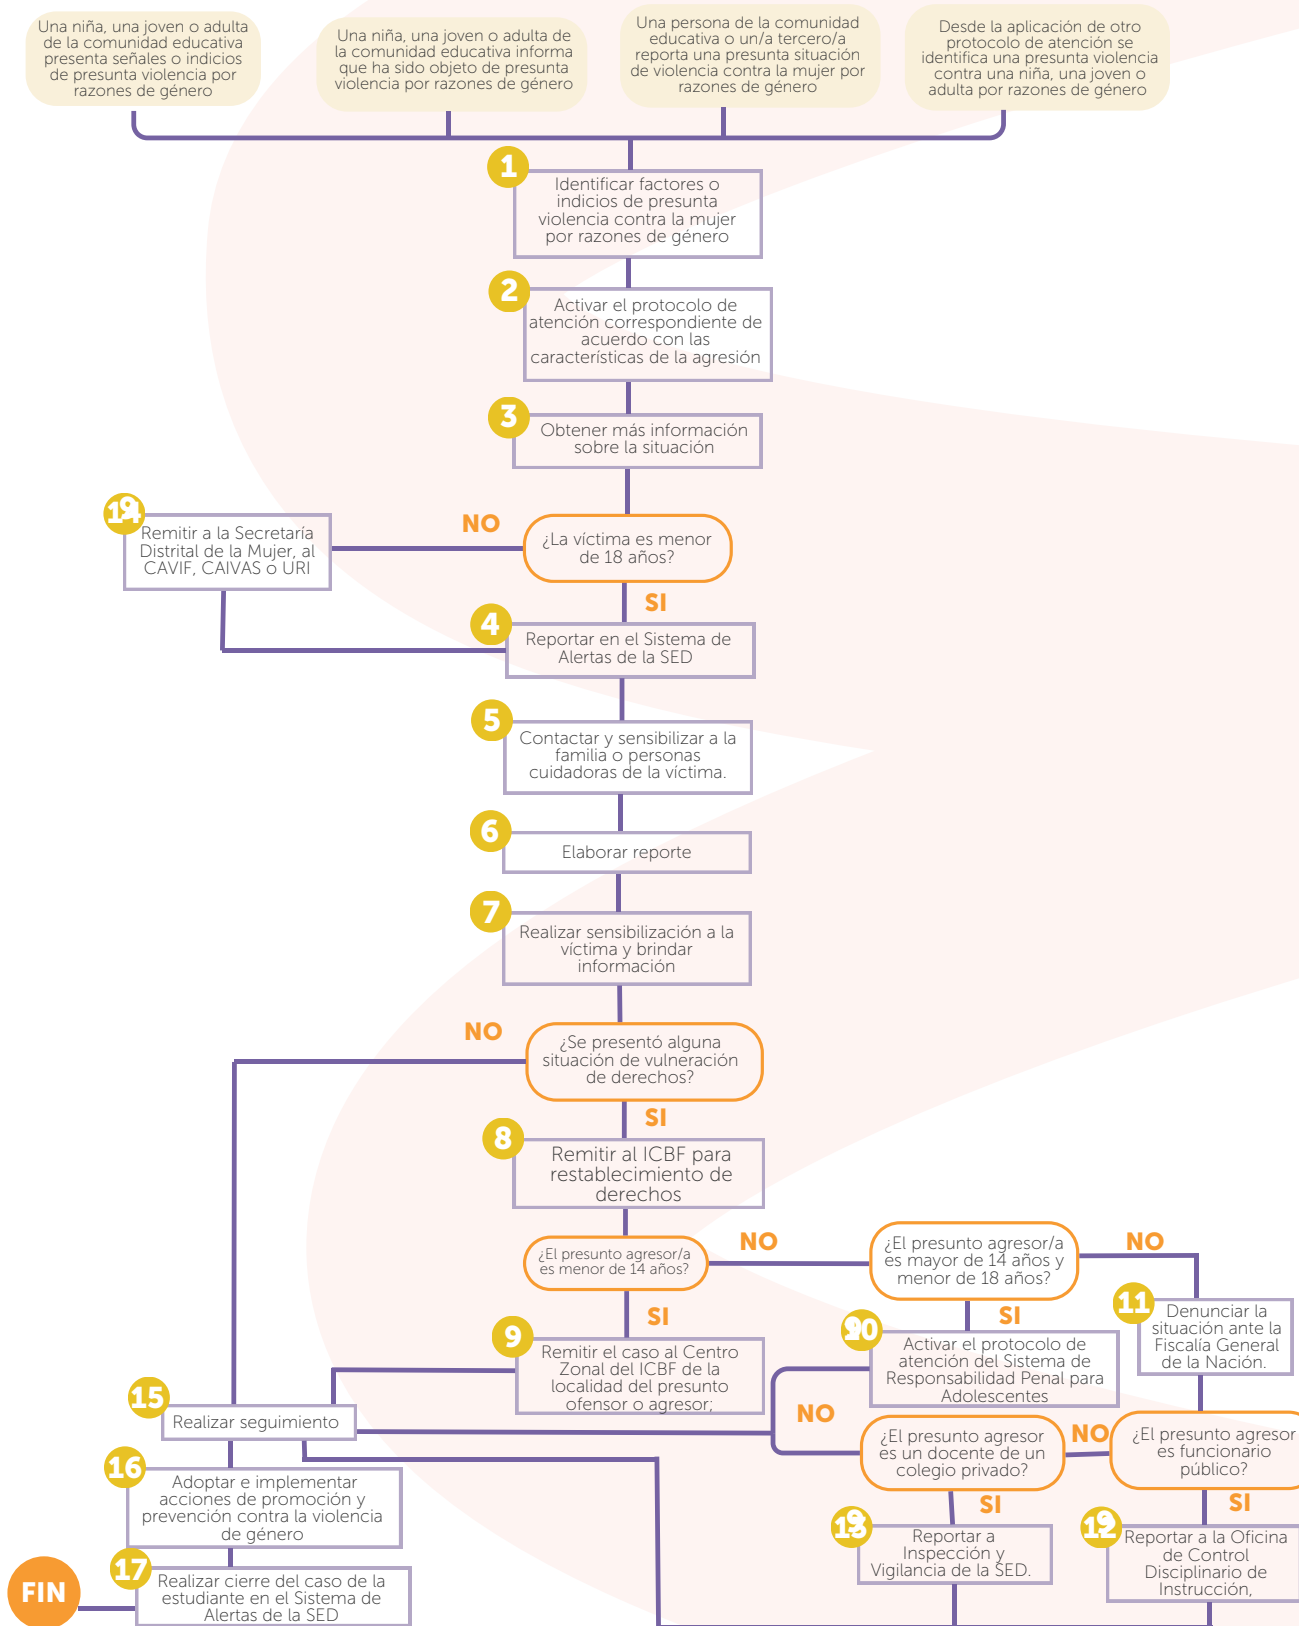 Una niña, una joven o adulta
de la comunidad educativa
presenta señales o indicios
de presunta violencia por
razones de género
Una niña, una joven o adulta de
la comunidad educativa informa
que ha sido objeto de presunta
violencia por razones de género
Una persona de la comunidad
educativa o un/a tercero/a
reporta una presunta situación
de violencia contra la mujer por
razones de género
Desde la aplicación de otro
protocolo de atención se
identifica una presunta violencia
contra una niña, una joven o
adulta por razones de género
1
Identificar factores o
indicios de presunta
violencia contra la mujer
por razones de género
2
Activar el protocolo de
atención correspondiente de
acuerdo con las
características de la agresión
3
Obtener más información
sobre la situación
¿La víctima es menor
de 18 años?
NO
14
Remitir a la Secretaría
Distrital de la Mujer, al
CAVIF, CAIVAS o URI
SI
4
Reportar en el Sistema de
Alertas de la SED
5
Contactar y sensibilizar a la
familia o personas
cuidadoras de la víctima.
6
Elaborar reporte
7
Realizar sensibilización a la
víctima y brindar
información
NO
¿Se presentó alguna
situación de vulneración
de derechos?
SI
8
Remitir al ICBF para
restablecimiento de
derechos
¿El presunto agresor/a
es menor de 14 años?
NO
¿El presunto agresor/a
es mayor de 14 años y
menor de 18 años?
NO
SI
9
Remitir el caso al Centro
Zonal del ICBF de la
localidad del presunto
ofensor o agresor;
SI
10
Activar el protocolo de
atención del Sistema de
Responsabilidad Penal para
Adolescentes
11
Denunciar la
situación ante la
Fiscalía General
de la Nación.
¿El presunto agresor
es funcionario
público?
NO
¿El presunto agresor
es un docente de un
colegio privado?
NO
SI
12
Reportar a la Oficina
de Control
Disciplinario de
Instrucción,
SI
13
Reportar a
Inspección y
Vigilancia de la SED.
15
Realizar seguimiento
16
Adoptar e implementar
acciones de promoción y
prevención contra la violencia
de género
17
Realizar cierre del caso de la
estudiante en el Sistema de
Alertas de la SED
FIN